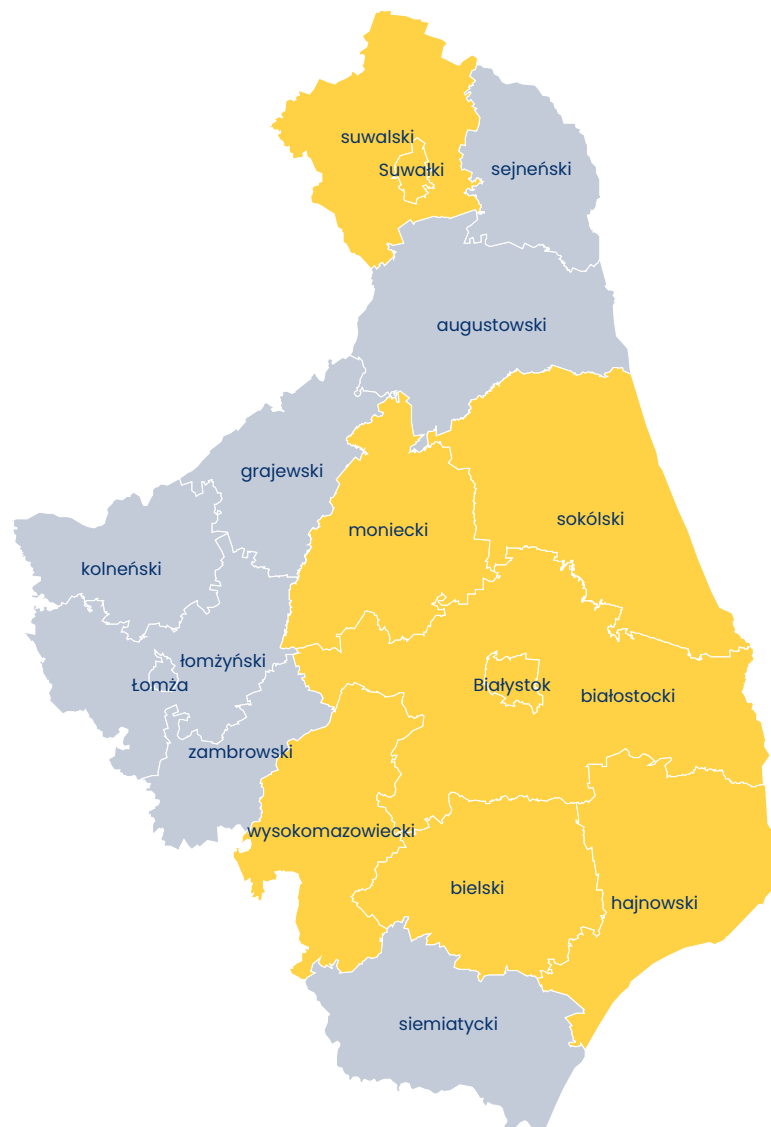 suwalski
Suwałki
sejneński
augustowski
grajewski
sokólski
moniecki
kolneński
łomżyński
Łomża
Białystok
białostocki
zambrowski
wysokomazowiecki
bielski
hajnowski
siemiatycki